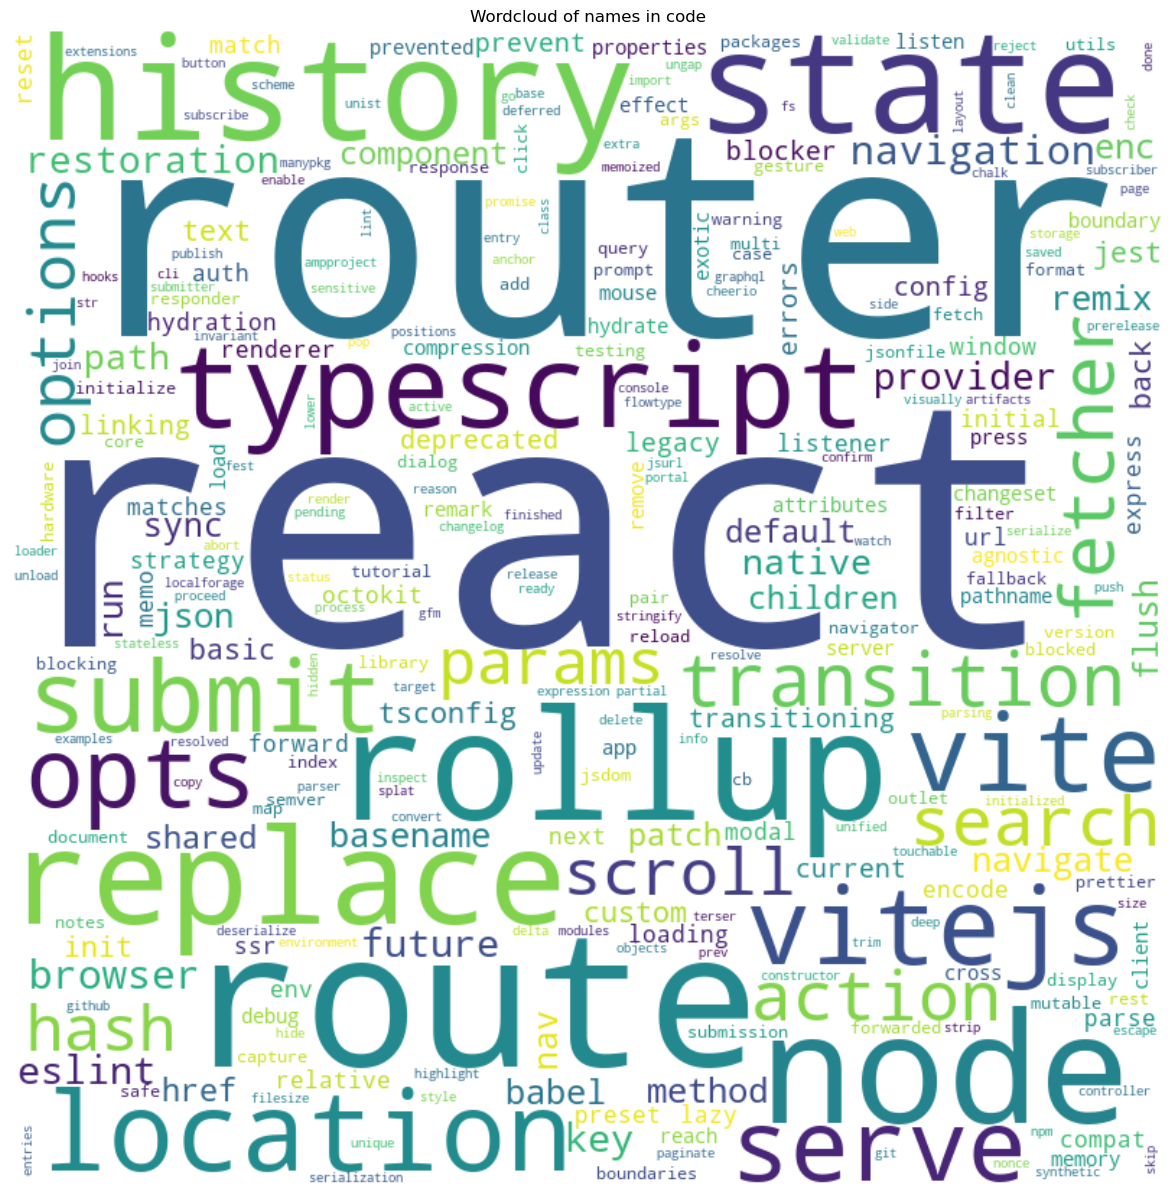 Wordcloud of names in code
reset
extensions
history
button
match
scheme
subscribe
unist
prevented
prevent
go
base
deferred
click
properties
ungap
import
effect
args
extra
memoized
packages
state
fs
validate
listen
layout
reject
clean
utils
check
done
restoration
manypkg
enable
component
response
blocker
gesture
navigation
chalk
enc
subscriber
page
options
router
text
publish
hooks
cli
auth
submitter
str
responder
hydration
invariant
lint
ampproject
sensitive
promise
class
entry
anchor
add
query
prompt
mouse
exotic
warning
multi
case
graphql
cheerio
web
errors
side
config
fetch
boundary
storage
saved
format
jest
remix
prerelease
path
join
initialize
renderer
pop
positions
compression
hydrate
testing
jsonfile
window
typescript
lower
active
console
flowtype
provider
visually
artifacts
back
linking
core
load
fest
deprecated
dialog
legacy
jsurl
portal
listener
confirm
initial
press
fetcher
express
react
hardware
matches
sync
loader
unload
strategy
abort
localforage
proceed
run
memo
json
stateless
render
pending
reason
remark
changelog
finished
status
tutorial
octokit
process
gfm
release
ready
remove
pair
stringify
reload
attributes
default
watch
native
children
navigator
server
changeset
filter
url
serialize
agnostic
fallback
pathname
push
version
blocked
flush
blocking
basic
hidden
library
params
target
resolve
expression
partial
submit
transition
tsconfig
delete
transitioning
info
parsing
examples
resolved
forward
index
opts
copy
parser
map
semver
rollup
inspect
splat
convert
update
app
jsdom
cb
vite
outlet
initialized
search
document
shared
basename
next
patch
modal
unified
touchable
replace
scroll
current
navigate
prettier
encode
size
notes
init
deserialize
ssr
environment
future
custom
delta
modules
terser
loading
prev
objects
vitejs
trim
deep
cross
client
browser
github
hash
env
debug
hide
route
nav
constructor
action
submission
forwarded
strip
display
mutable
rest
parse
escape
eslint
safe
href
capture
relative
filesize
highlight
style
babel
method
preset
lazy
node
controller
entries
location
unique
serialization
key
reach
paginate
boundaries
serve
git
nonce
npm
compat
memory
synthetic
skip